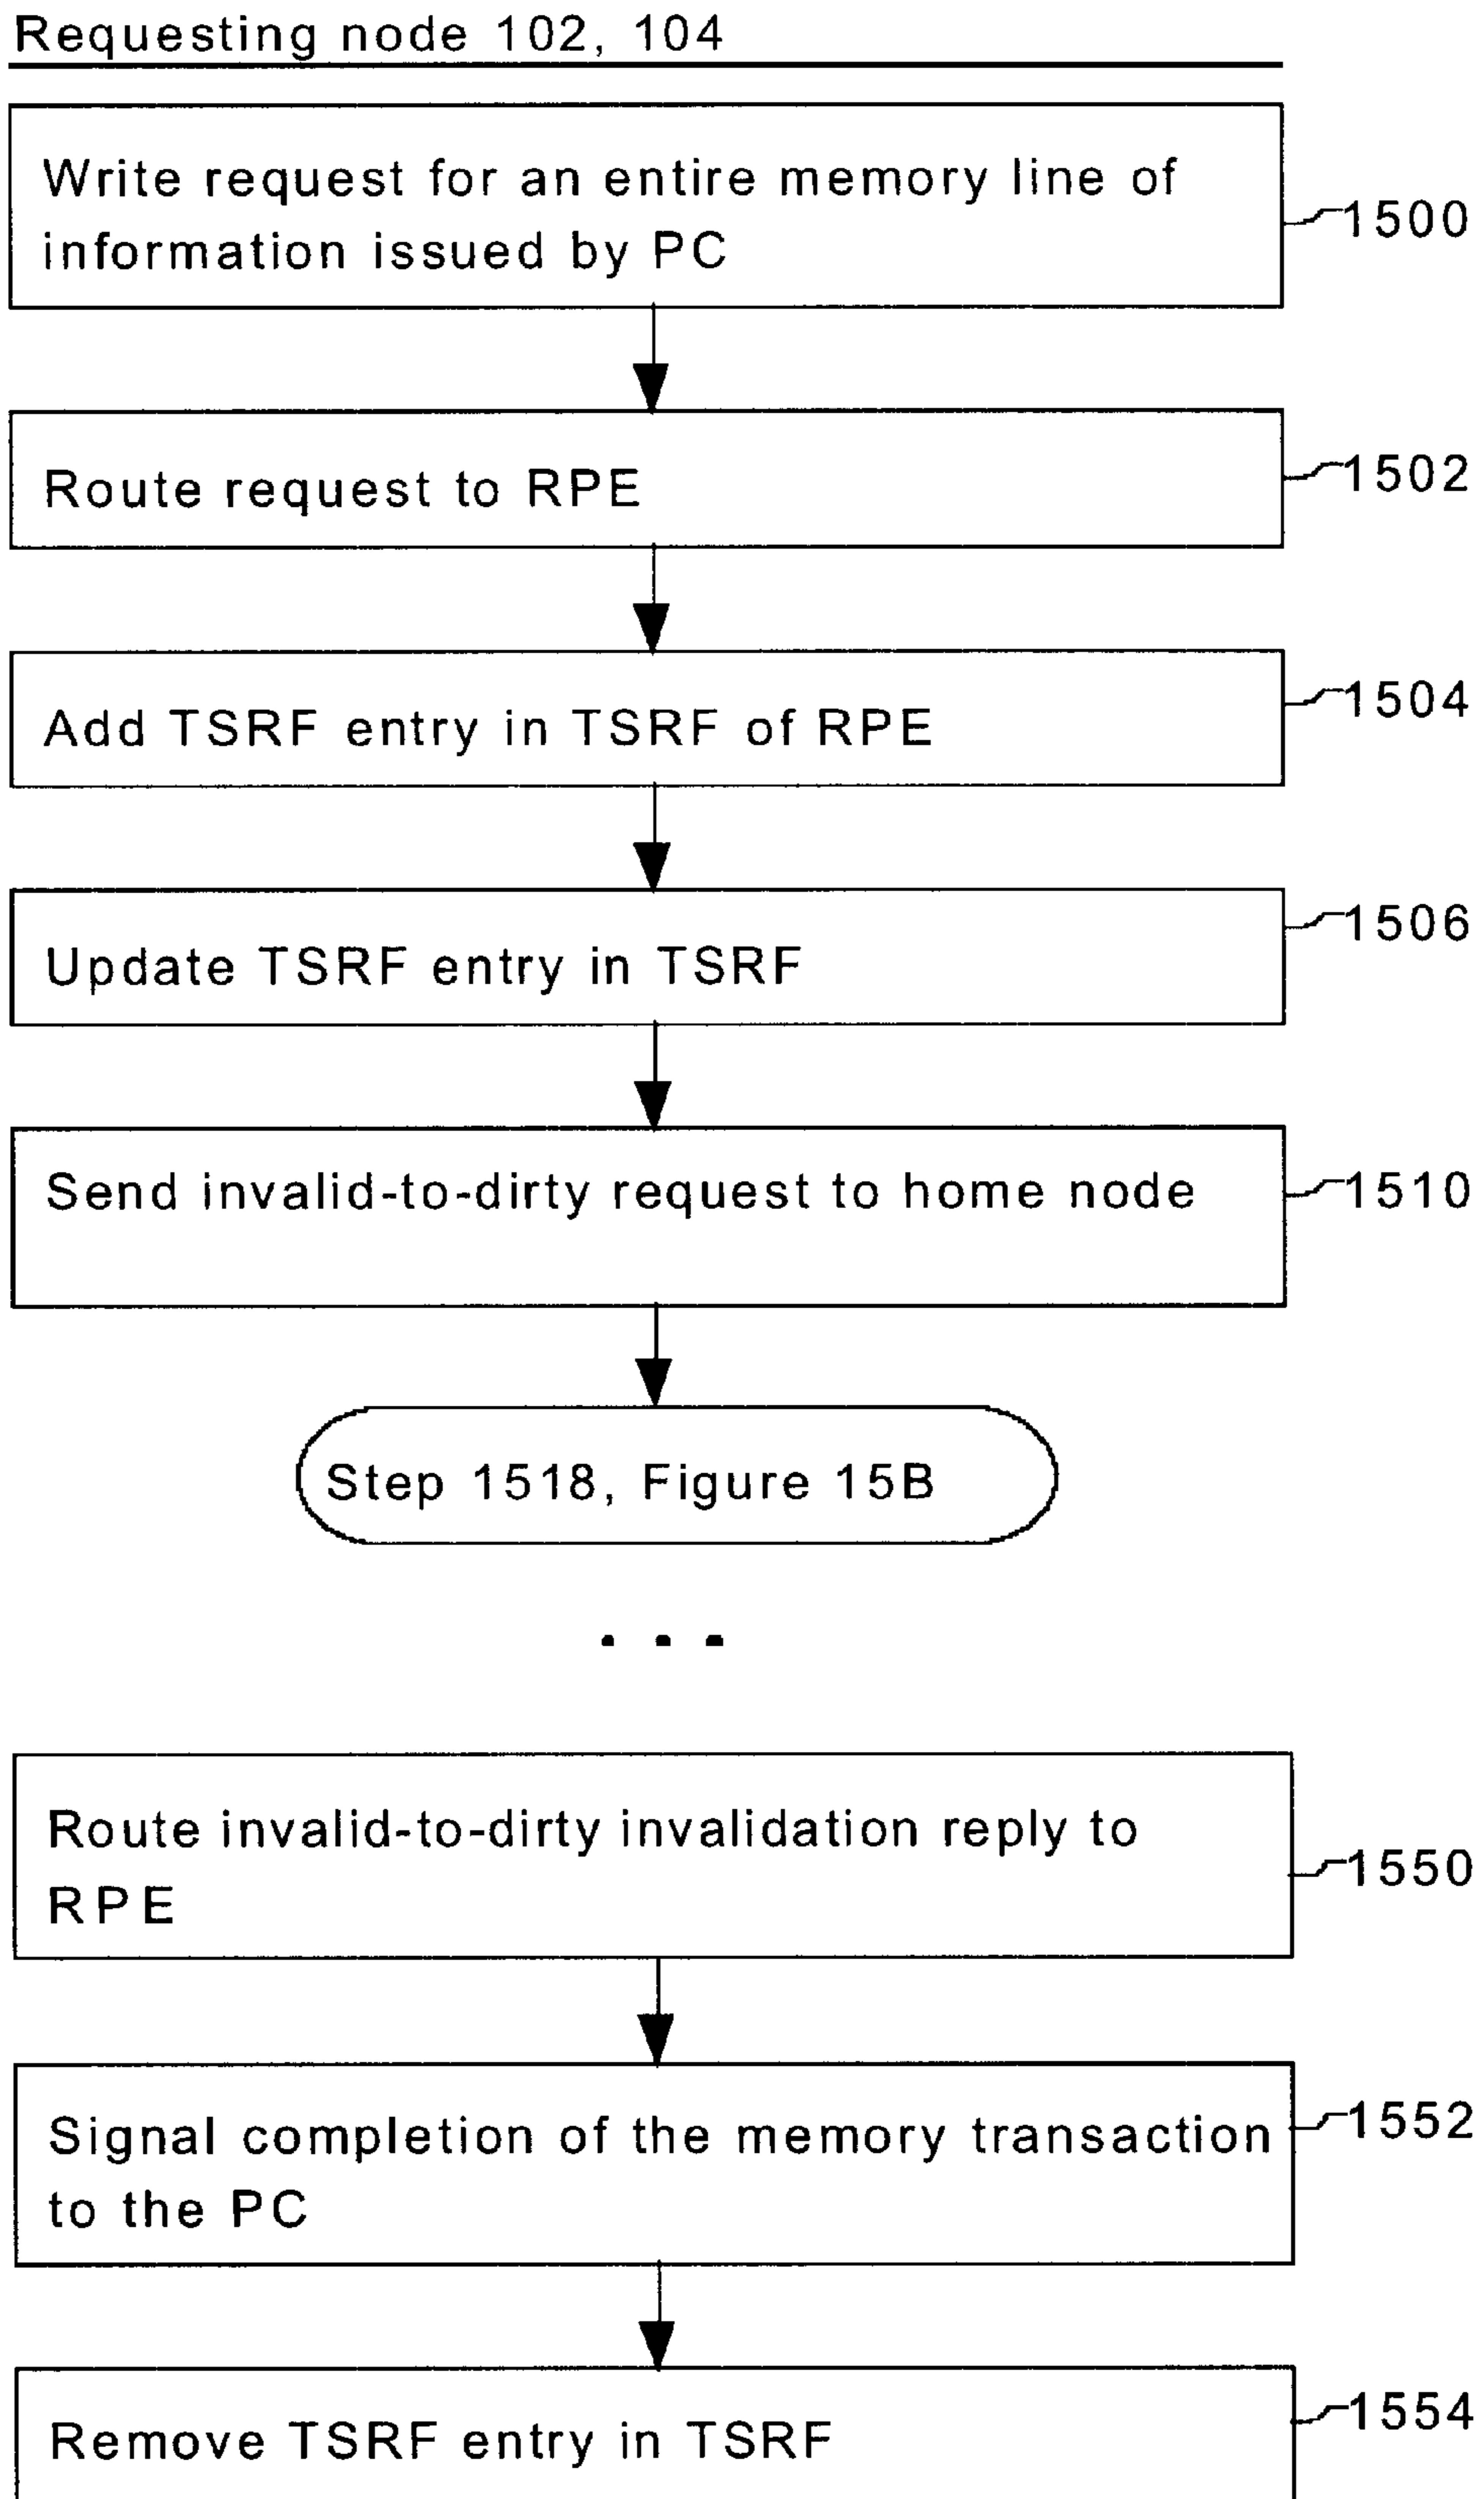 Requesting node 102, 104
Write request for an entire memory line of
information issued by PC
1500
Route request to RPE
1502
Add TSRF entry in TSRF of RPE
1504
Update TSRF entry in TSRF
1506
Send invalid-to-dirty request to home node
1510
Step 1518, Figure 15B
...
Route invalid-to-dirty invalidation reply to
RPE
1550
Signal completion of the memory transaction
to the PC
1552
Remove TSRF entry in TSRF
1554